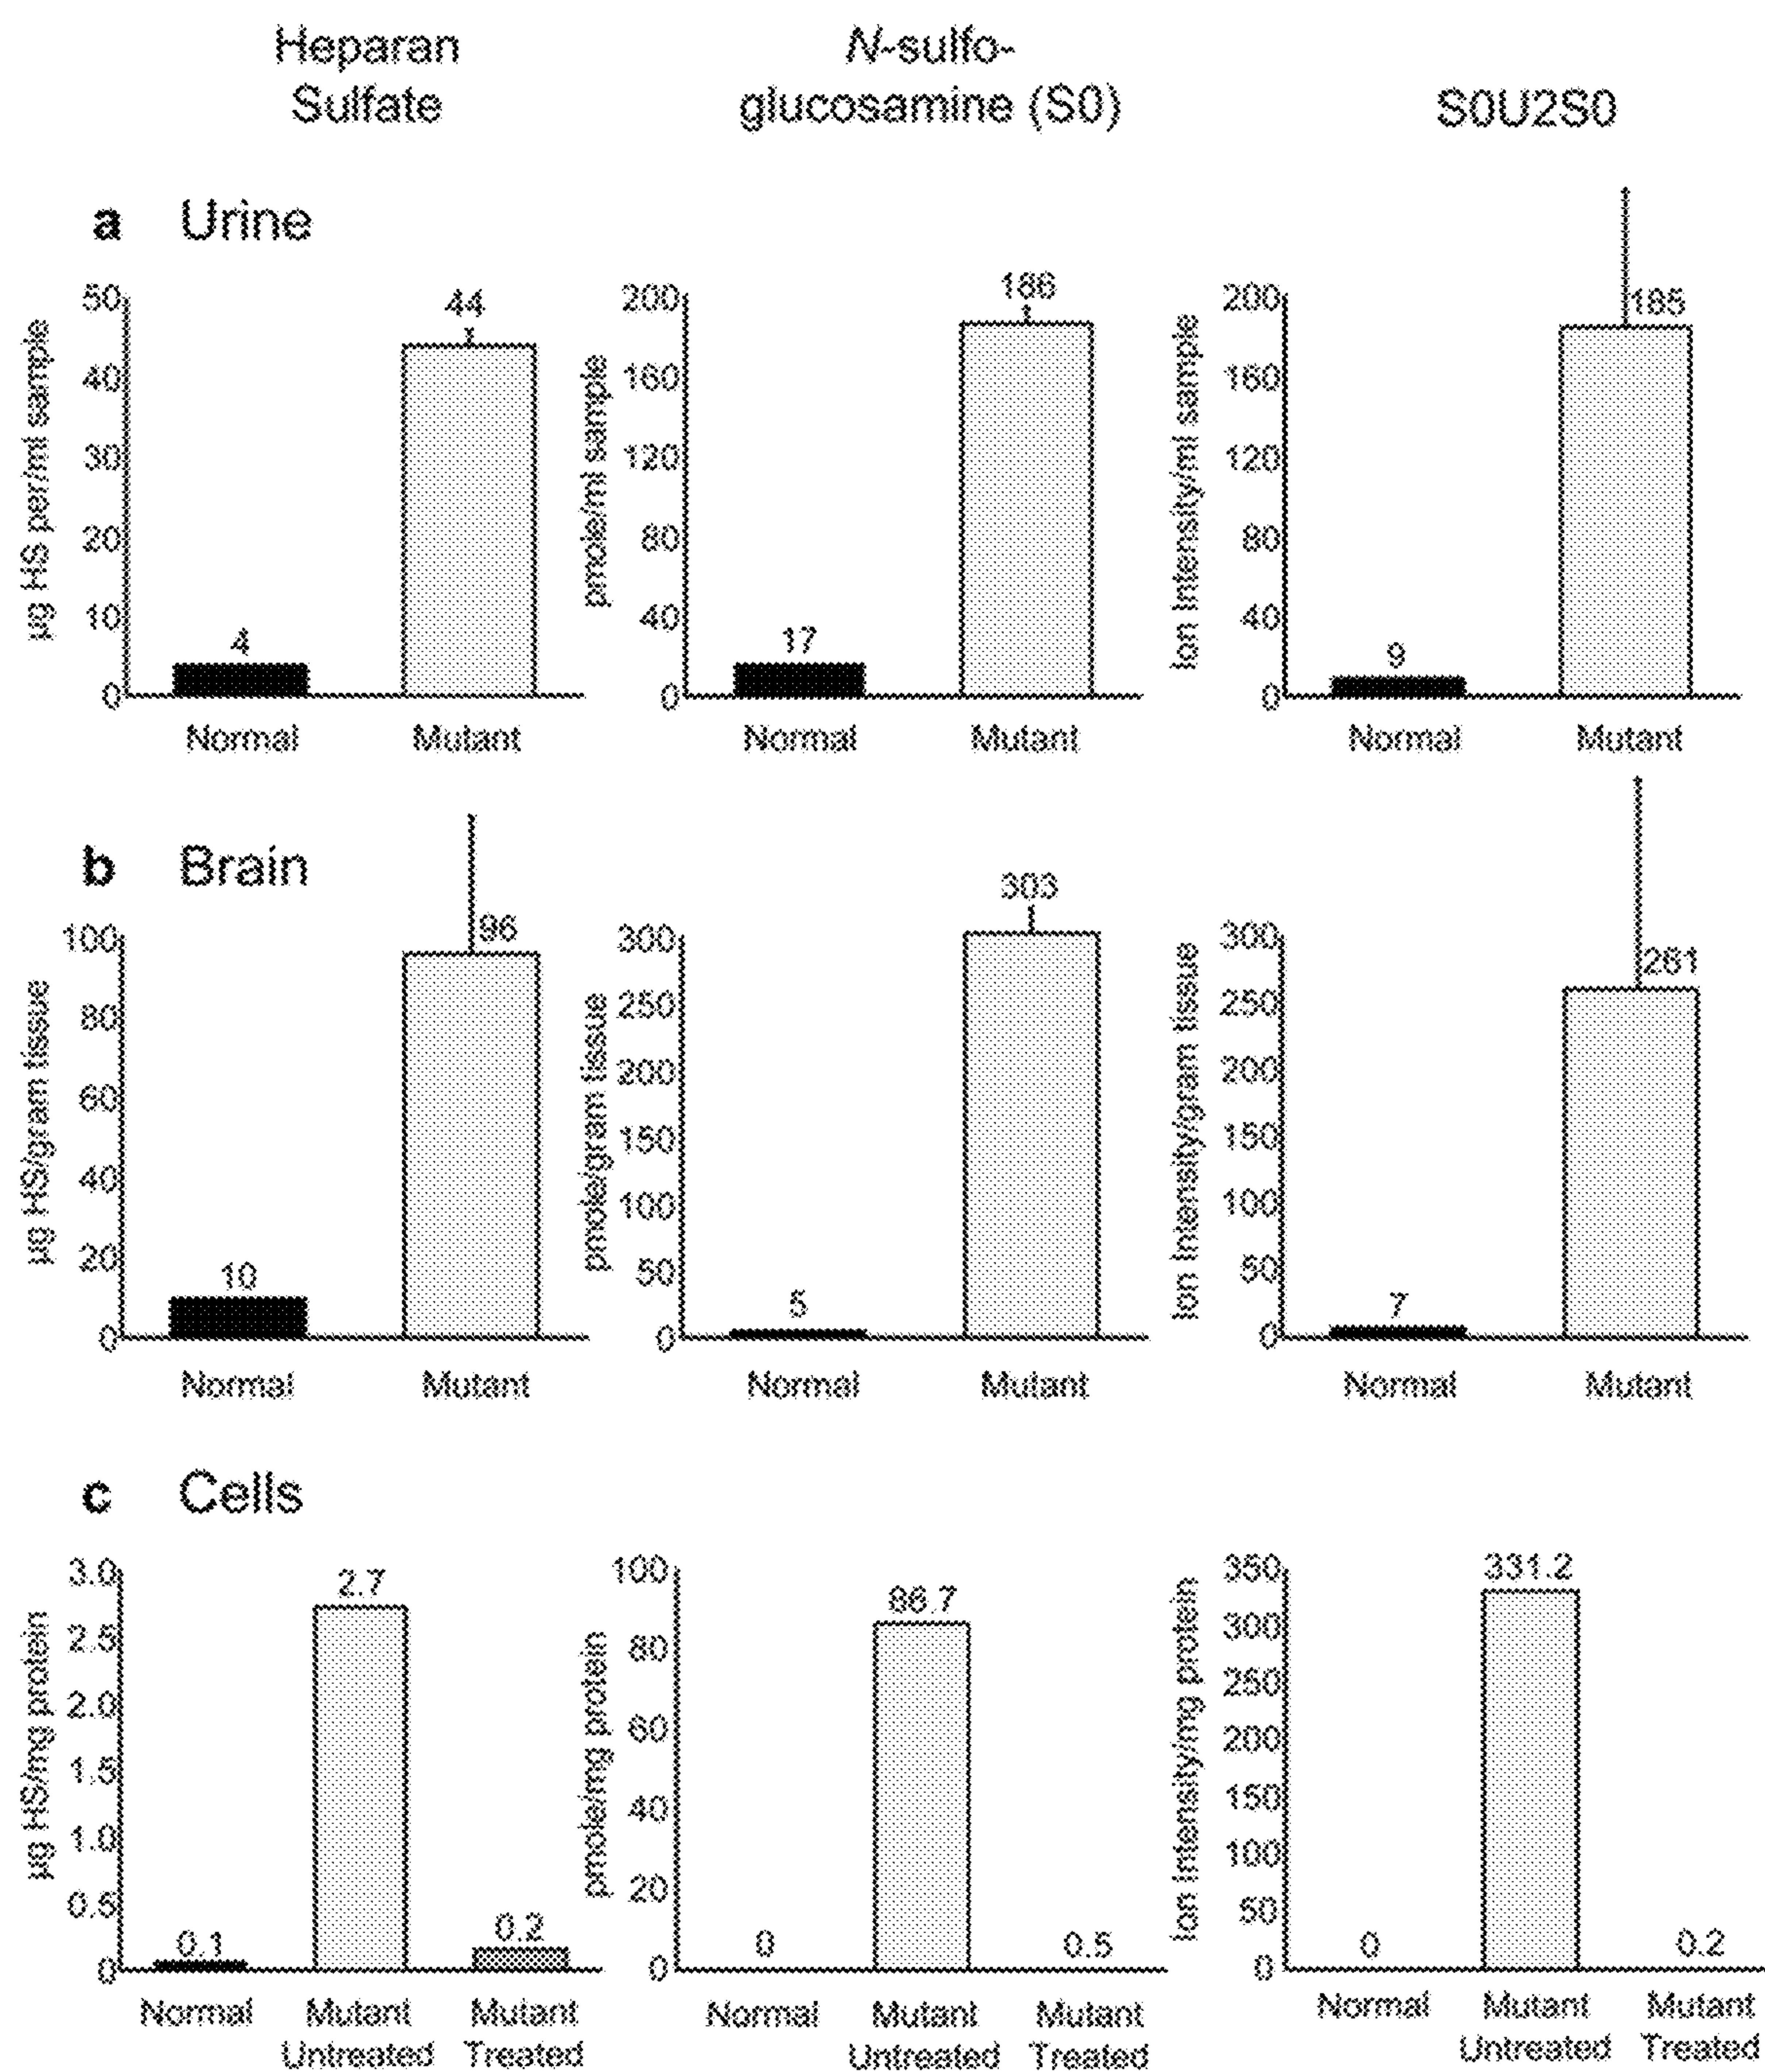 Heparan
Sulfate
N-sulfo-
glucosamine (S0)
S0U2S0
a Urine
µg HS per/ml sample
50
40
30
20
10
0
4
44
Normal
Mutant
pmole/ml sample
200
160
120
80
40
0
17
186
Normal
Mutant
Ion Intensity/ml sample
200
160
120
80
40
0
9
185
Normal
Mutant
b Brain
µg HS/gram tissue
100
80
60
40
20
0
10
96
Normal
Mutant
pmole/gram tissue
300
250
200
150
100
50
0
5
303
Normal
Mutant
Ion Intensity/gram tissue
300
250
200
150
100
50
0
7
261
Normal
Mutant
c Cells
µg HS/mg protein
3.0
2.5
2.0
1.5
1.0
0.5
0
0.1
2.7
0.2
Normal
Mutant
Untreated
Mutant
Treated
pmole/mg protein
100
80
60
40
20
0
0
86.7
0.5
Normal
Mutant
Untreated
Mutant
Treated
Ion Intensity/mg protein
350
300
250
200
150
100
50
0
0
331.2
0.2
Normal
Mutant
Untreated
Mutant
Treated